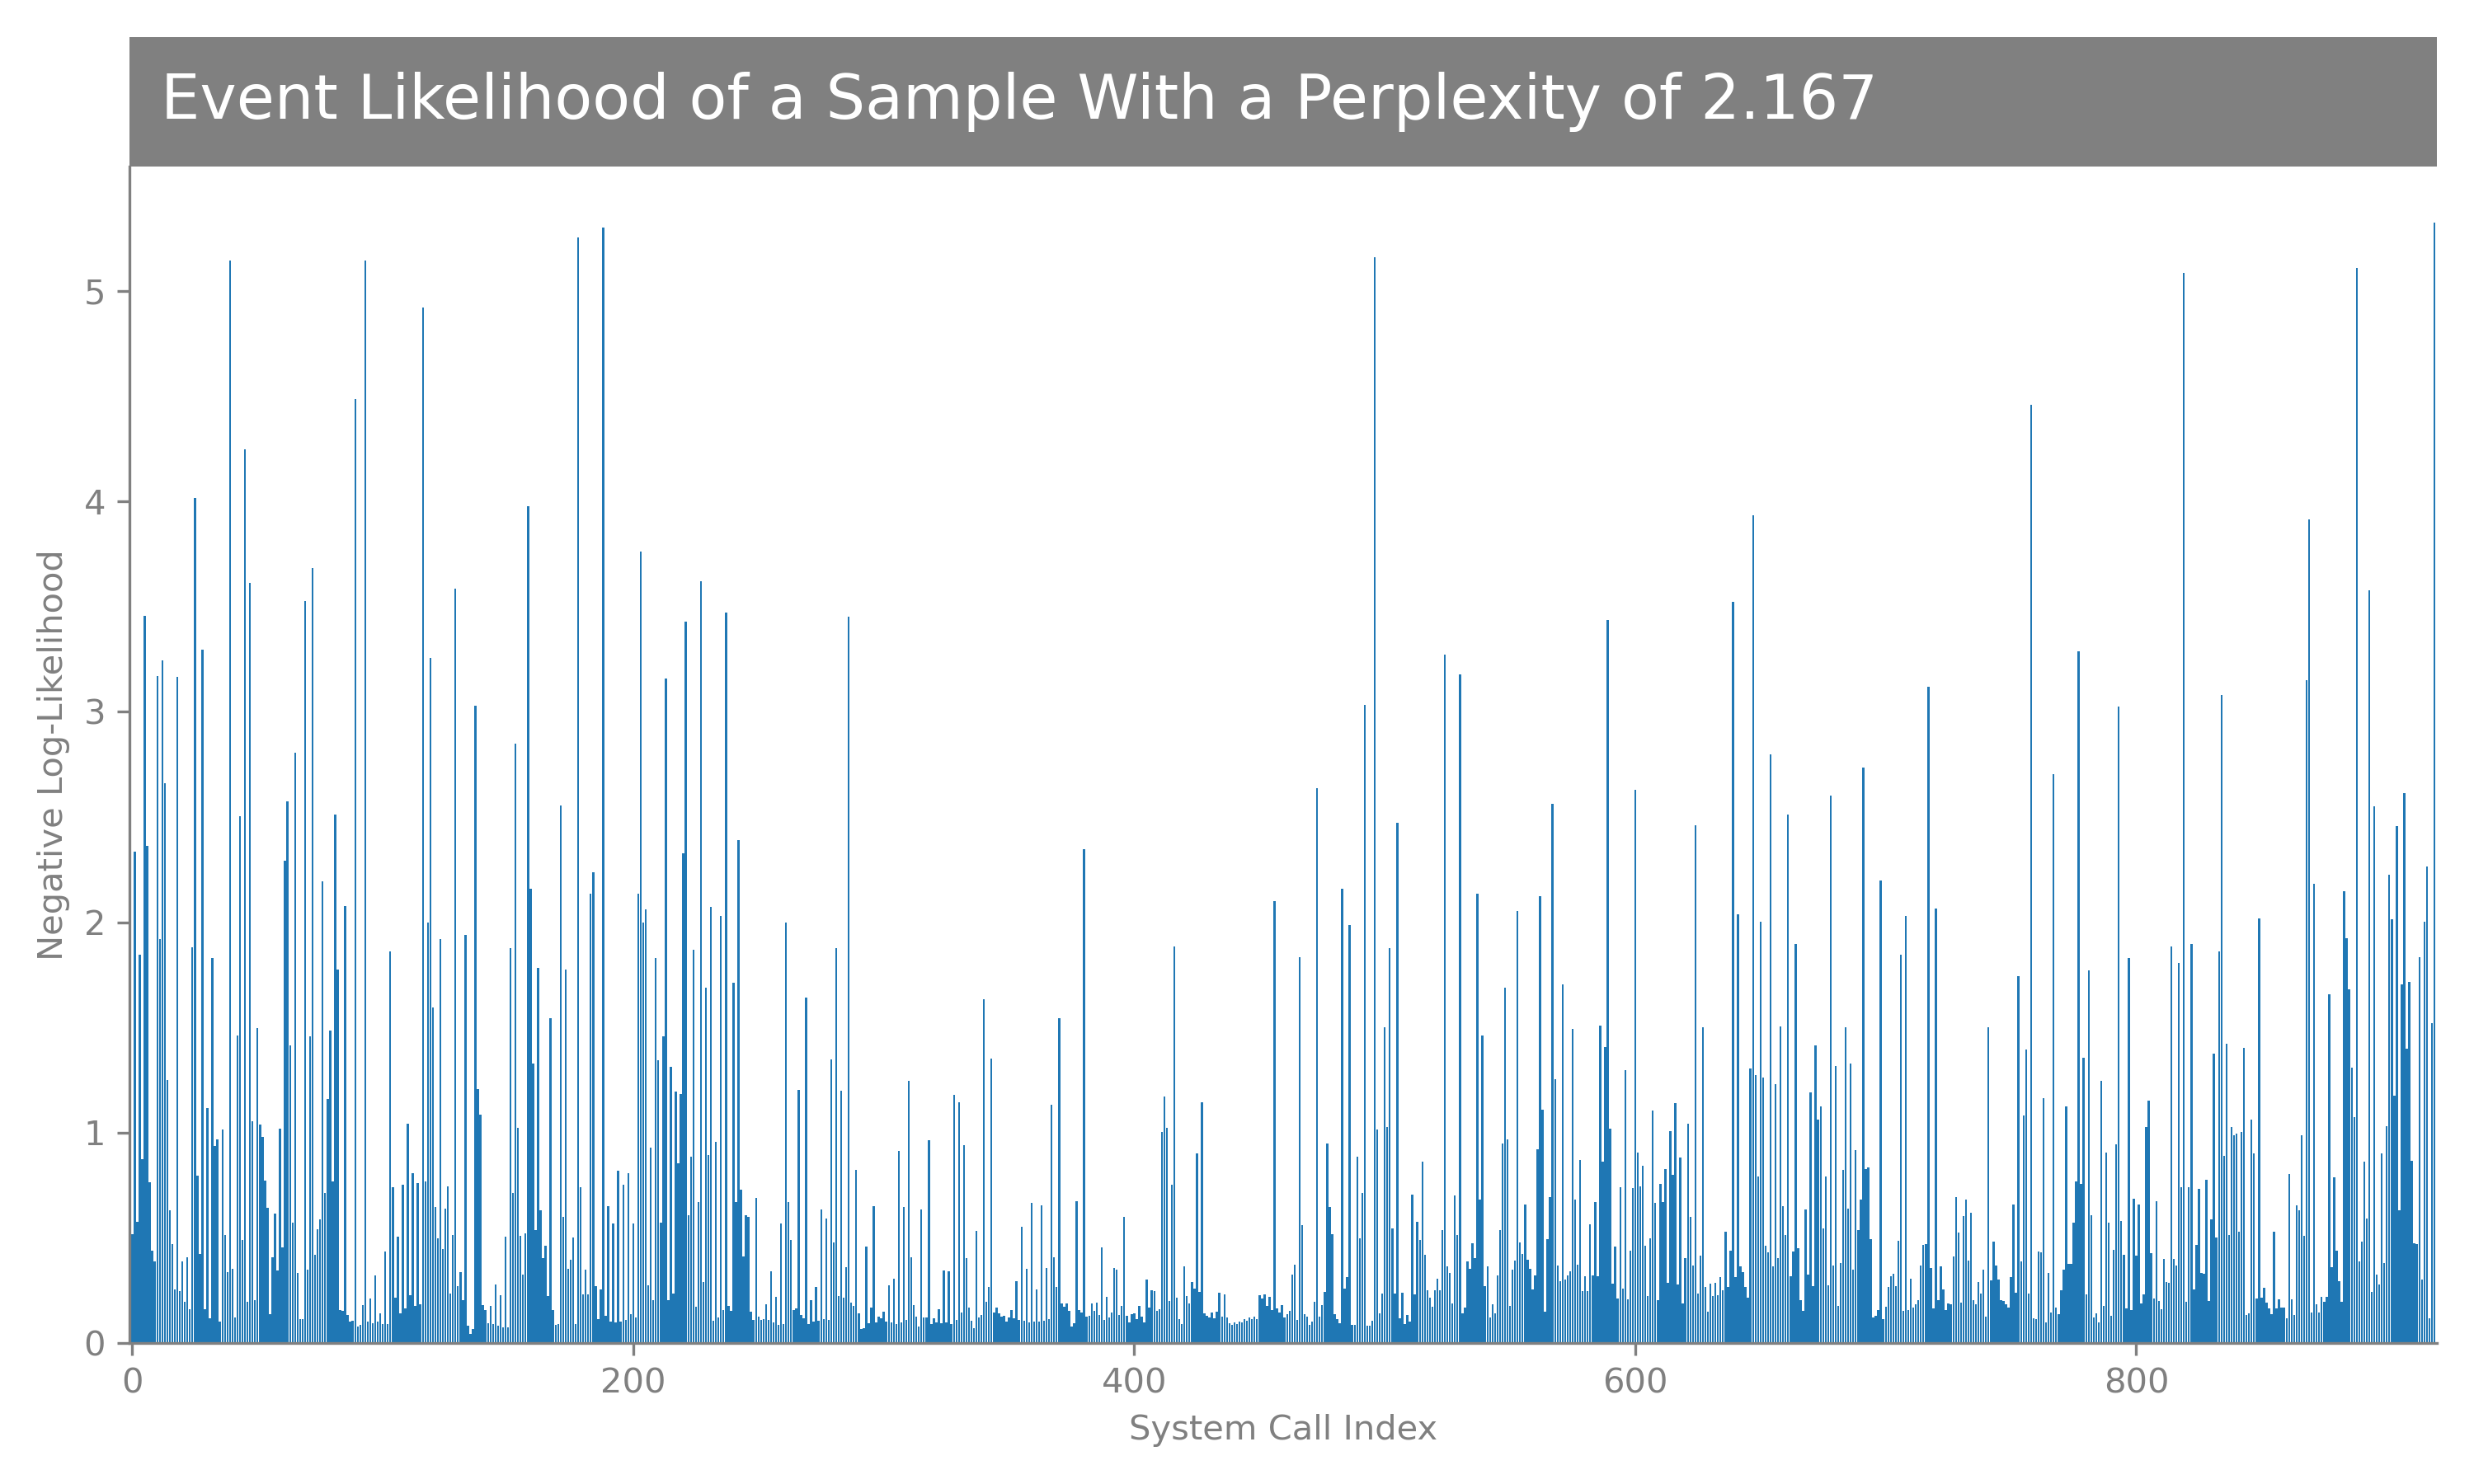 Event Likelihood of a Sample With a Perplexity of 2.167
Negative Log-Likelihood
5
4
3
2
1
0
0 200 400 600 800
System Call Index